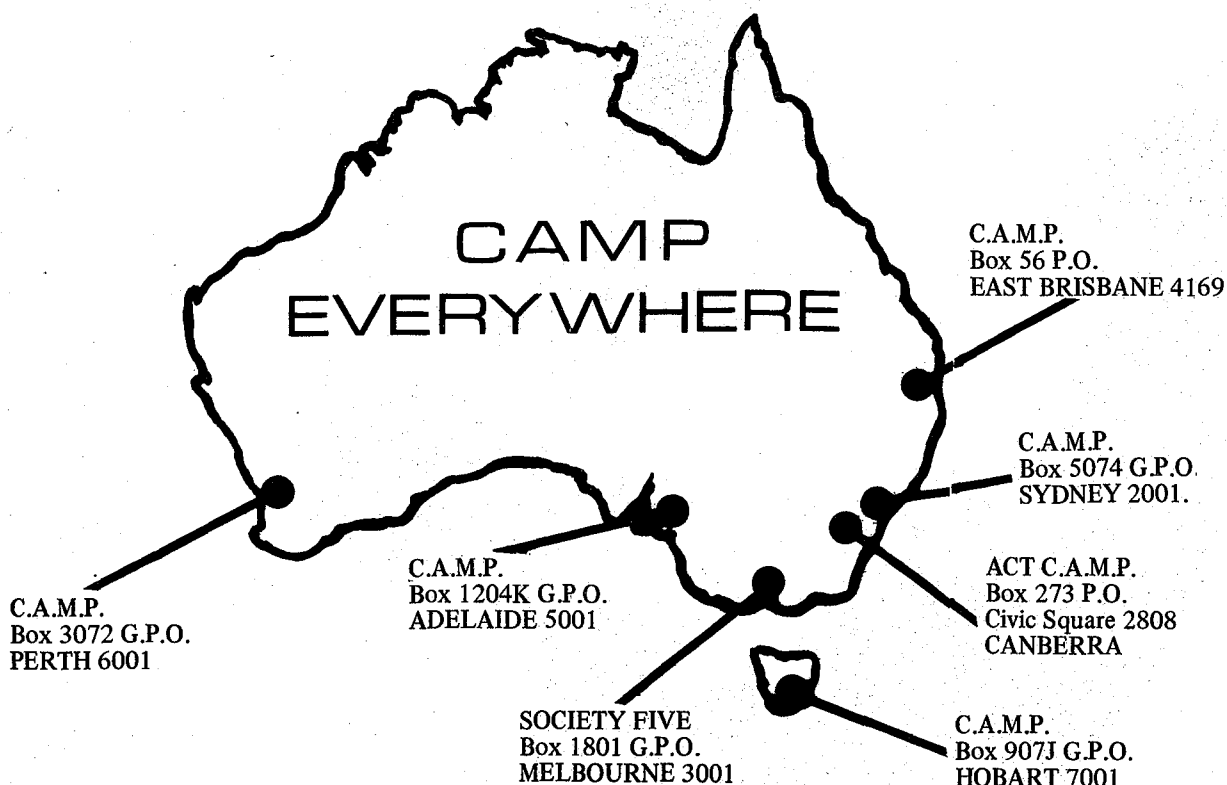 CAMP
EVERYWHERE
C.A.M.P.
Box 56 P.O.
EAST BRISBANE 4169
C.A.M.P.
Box 5074 G.P.O.
SYDNEY 2001.
ACT C.A.M.P.
Box 273 P.O.
Civic Square 2808
CANBERRA
C.A.M.P.
Box 1204K G.P.O.
ADELAIDE 5001
C.A.M.P.
Box 3072 G.P.O.
PERTH 6001
SOCIETY FIVE
Box 1801 G.P.O.
MELBOURNE 3001
C.A.M.P.
Box 907J G.P.O.
HOBART 7001